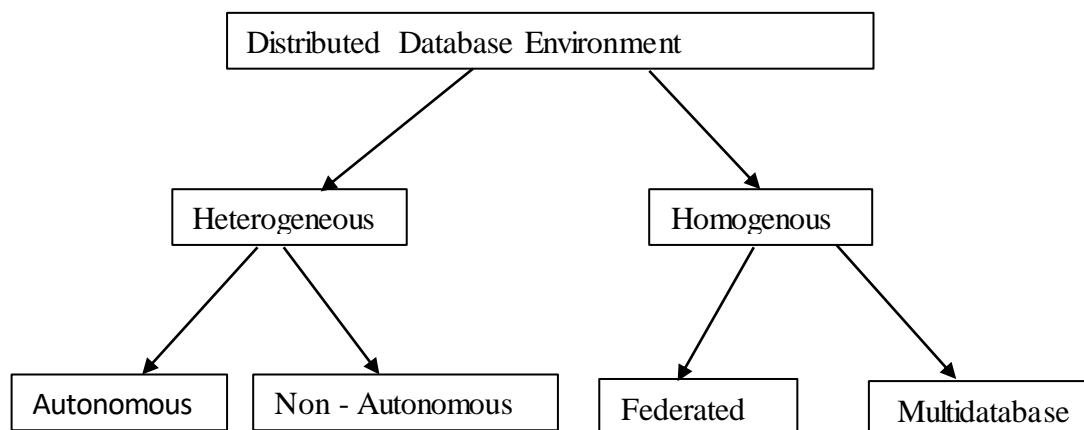 Distributed Database Environment
Heterogeneous
Homogenous
Autonomous
Non - Autonomous
Federated
Multidatabase